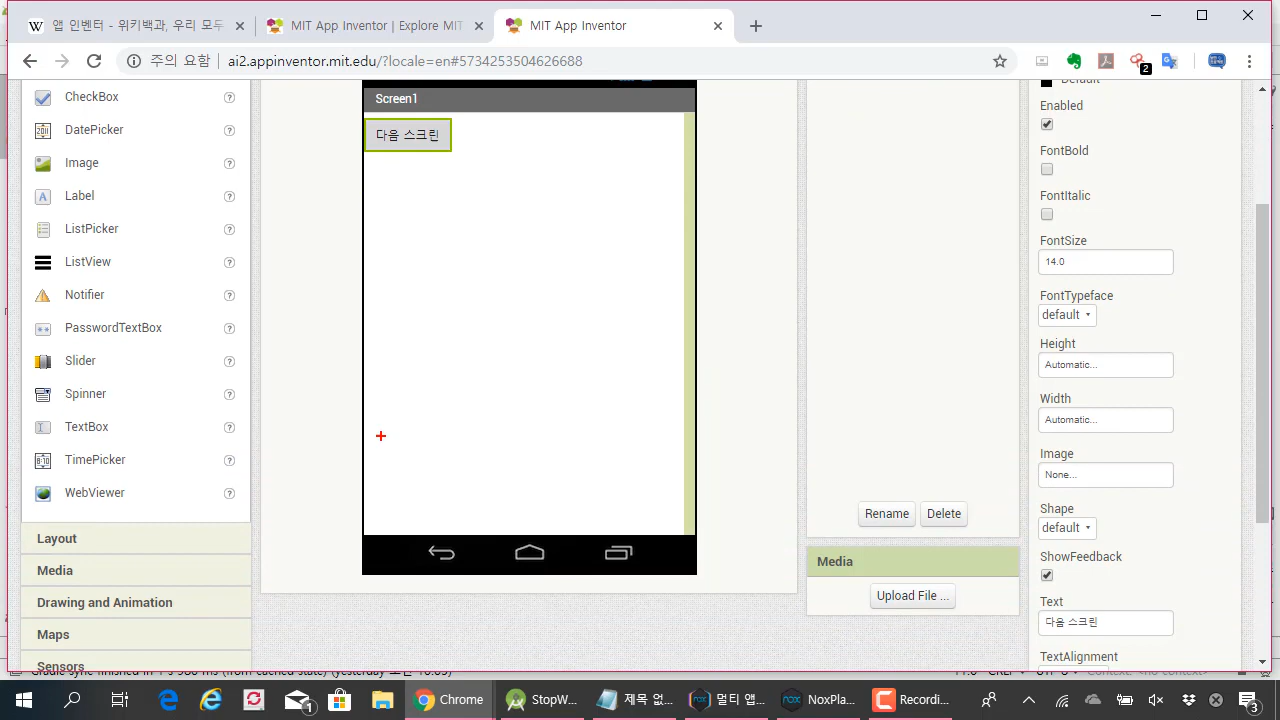 앱 인벤터 - 위키백과, 우리 모두
MIT App Inventor | Explore MIT
MIT App Inventor
주의 요함
ai2.appinventor.mit.edu/?locale=en#5734253504626688
2
CheckBox
DatePicker
Image
Label
ListPicker
ListView
Notifier
PasswordTextBox
Slider
Spinner
TextBox
TimePicker
WebViewer
Layout
Media
Drawing and Animation
Maps
Sensors
Screen1
다음 스크린
Rename
Delete
Media
Upload File ...
Default
Enabled
FontBold
FontItalic
FontSize
14.0
FontTypeface
default
Height
Automatic...
Width
Automatic...
Image
None...
Shape
default
ShowFeedback
Text
다음 스크린
TextAlignment
Chrome
StopW...
제목 없...
멀티 앱...
NoxPla...
Recordi...
1
3